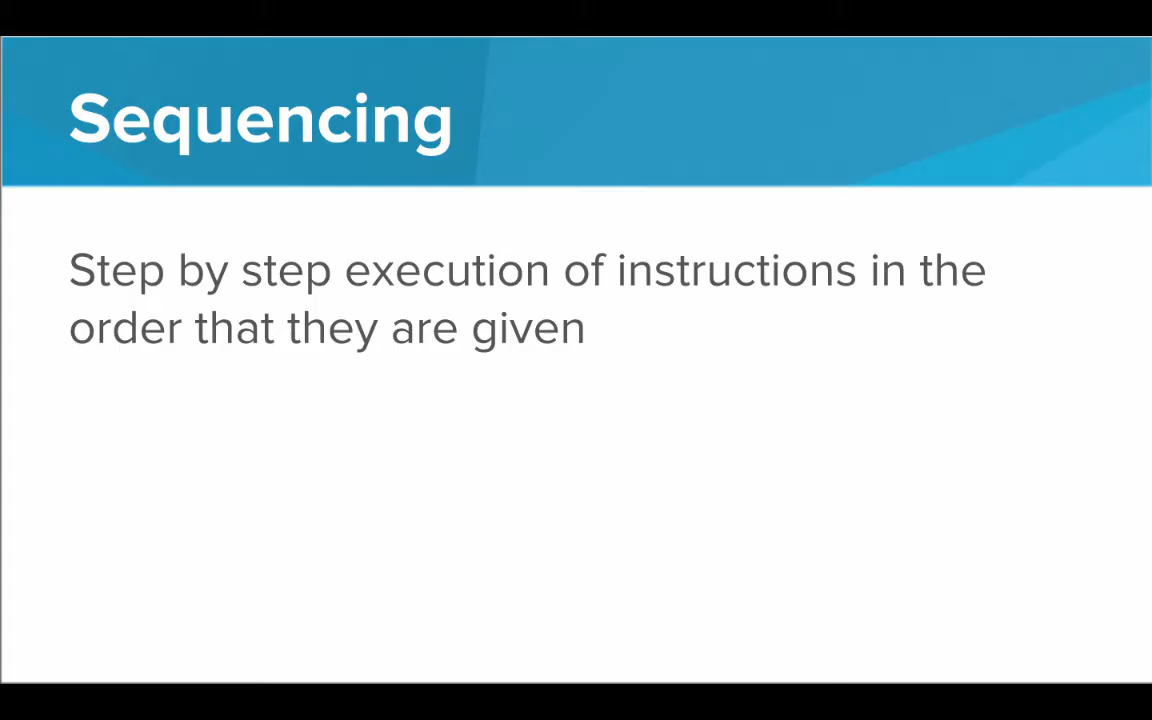 Sequencing
Step by step execution of instructions in the
order that they are given